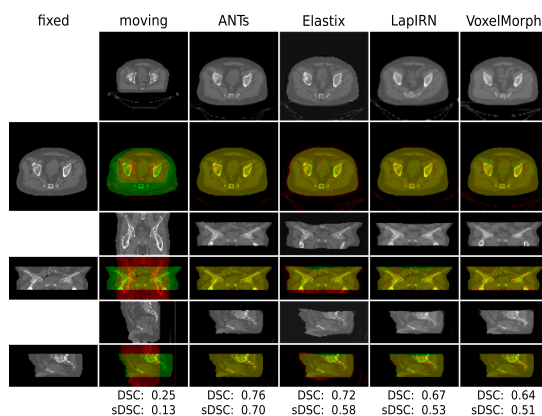 fixed moving ANTs Elastix LapIRN VoxelMorph
DSC: 0.25 DSC: 0.76 DSC: 0.72 DSC: 0.67 DSC: 0.64
sDSC: 0.13 sDSC: 0.70 sDSC: 0.58 sDSC: 0.53 sDSC: 0.51